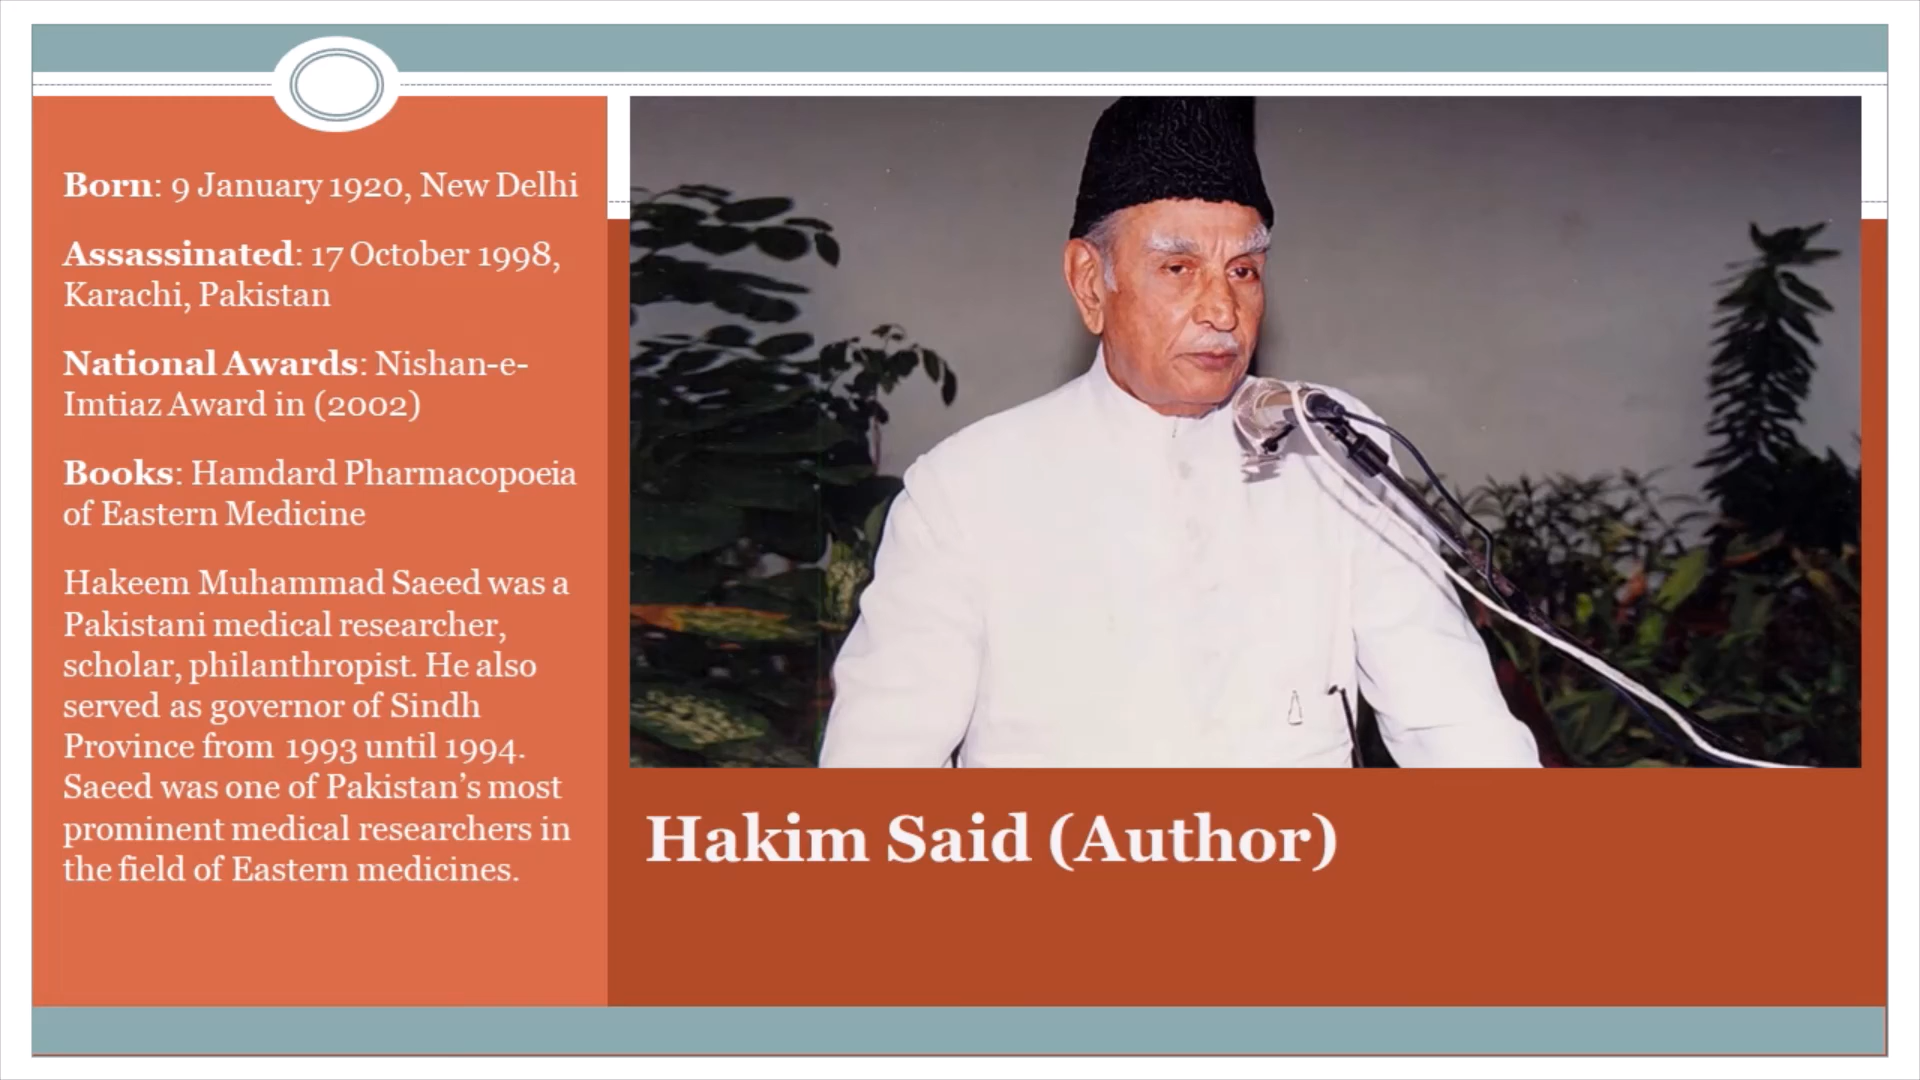 Born: 9 January 1920, New Delhi
Assassinated: 17 October 1998,
Karachi, Pakistan
National Awards: Nishan-e-
Imtiaz Award in (2002)
Books: Hamdard Pharmacopoeia
of Eastern Medicine
Hakeem Muhammad Saeed was a
Pakistani medical researcher,
scholar, philanthropist. He also
served as governor of Sindh
Province from 1993 until 1994.
Saeed was one of Pakistan’s most
prominent medical researchers in
the field of Eastern medicines.
Hakim Said (Author)